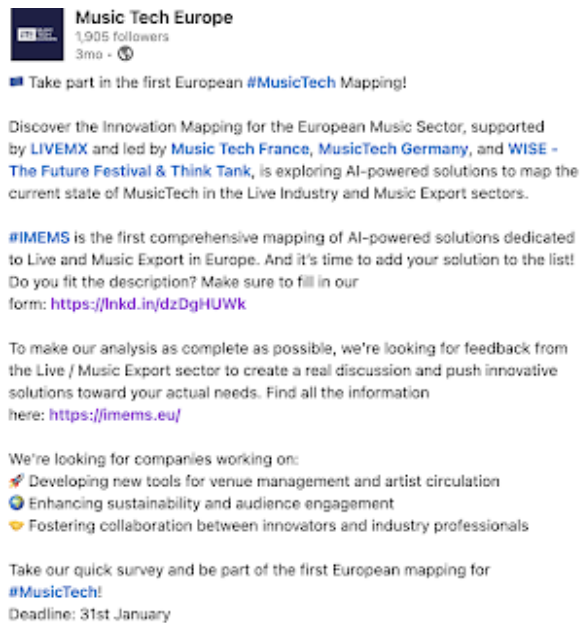 Music Tech Europe
1,905 followers
3mo •
🇪🇺 Take part in the first European #MusicTech Mapping!
Discover the Innovation Mapping for the European Music Sector, supported
by LIVEMX and led by Music Tech France, MusicTech Germany, and WISE -
The Future Festival & Think Tank, is exploring AI-powered solutions to map the
current state of MusicTech in the Live Industry and Music Export sectors.
#IMEMS is the first comprehensive mapping of AI-powered solutions dedicated
to Live and Music Export in Europe. And it's time to add your solution to the list!
Do you fit the description? Make sure to fill in our
form: https://lnkd.in/dzDgHUWk
To make our analysis as complete as possible, we're looking for feedback from
the Live / Music Export sector to create a real discussion and push innovative
solutions toward your actual needs. Find all the information
here: https://imems.eu/
We're looking for companies working on:
🚀 Developing new tools for venue management and artist circulation
🌍 Enhancing sustainability and audience engagement
🤝 Fostering collaboration between innovators and industry professionals
Take our quick survey and be part of the first European mapping for
#MusicTech!
Deadline: 31st January